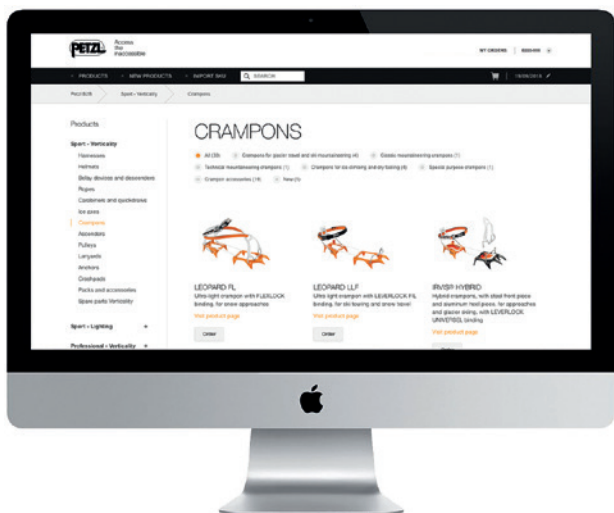 PETZL
Access
the
inaccessible
MY ORDERS
PRODUCTS NEW PRODUCTS IMPORT SKU SEARCH
Petzl B2B Sport - Verticality Crampons
Products
Sport - Verticality
Harnesses
Helmets
Belay devices and descenders
Ropes
Carabiners and quickdraws
Ice axes
Crampons
Ascenders
Pulleys
Lanyards
Anchors
Crashpads
Packs and accessories
Spare parts Verticality
Sport - Lighting +
Professional - Verticality +
CRAMPONS
Crampons for glacier travel and ski mountaineering (4) Classic mountaineering crampons (1)
Technical mountaineering crampons (1) Crampons for ice climbing and dry tooling (4) Special purpose crampons (1)
Crampon accessories (19) New (5)
LEOPARD FL
Ultra-light crampon with FLEXLOCK
binding, for snow approaches
Visit product page
Order
LEOPARD LLF
Ultra-light crampon with LEVERLOCK FIL
binding, for ski touring and snow travel
Visit product page
Order
IRVIS® HYBRID
Hybrid crampons, with steel front piece
and aluminum heel piece, for approaches
and glacier skiing, with LEVERLOCK
UNIVERSEL binding
Visit product page